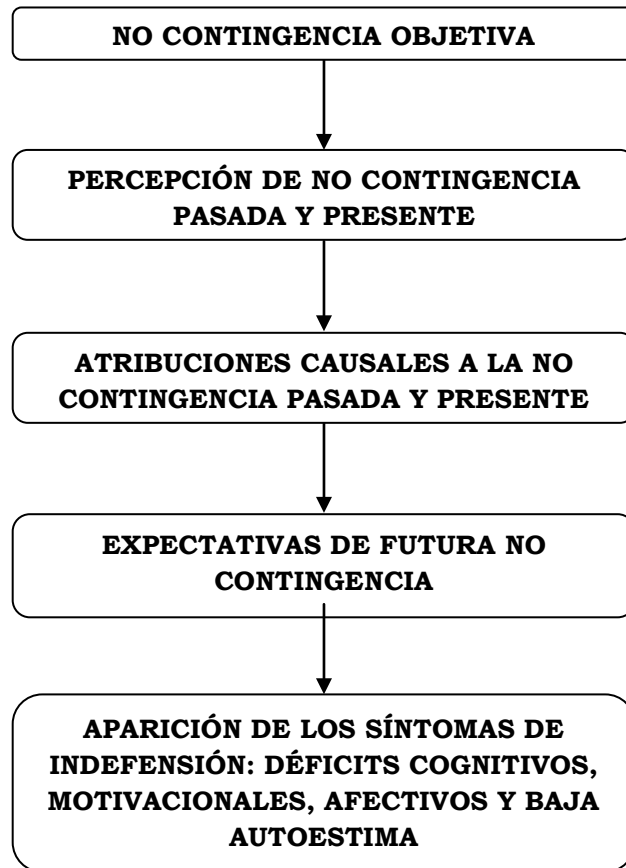 NO CONTINGENCIA OBJETIVA
PERCEPCIÓN DE NO CONTINGENCIA
PASADA Y PRESENTE
ATRIBUCIONES CAUSALES A LA NO
CONTINGENCIA PASADA Y PRESENTE
EXPECTATIVAS DE FUTURA NO
CONTINGENCIA
APARICIÓN DE LOS SÍNTOMAS DE
INDEFENSIÓN: DÉFICITS COGNITIVOS,
MOTIVACIONALES, AFECTIVOS Y BAJA
AUTOESTIMA